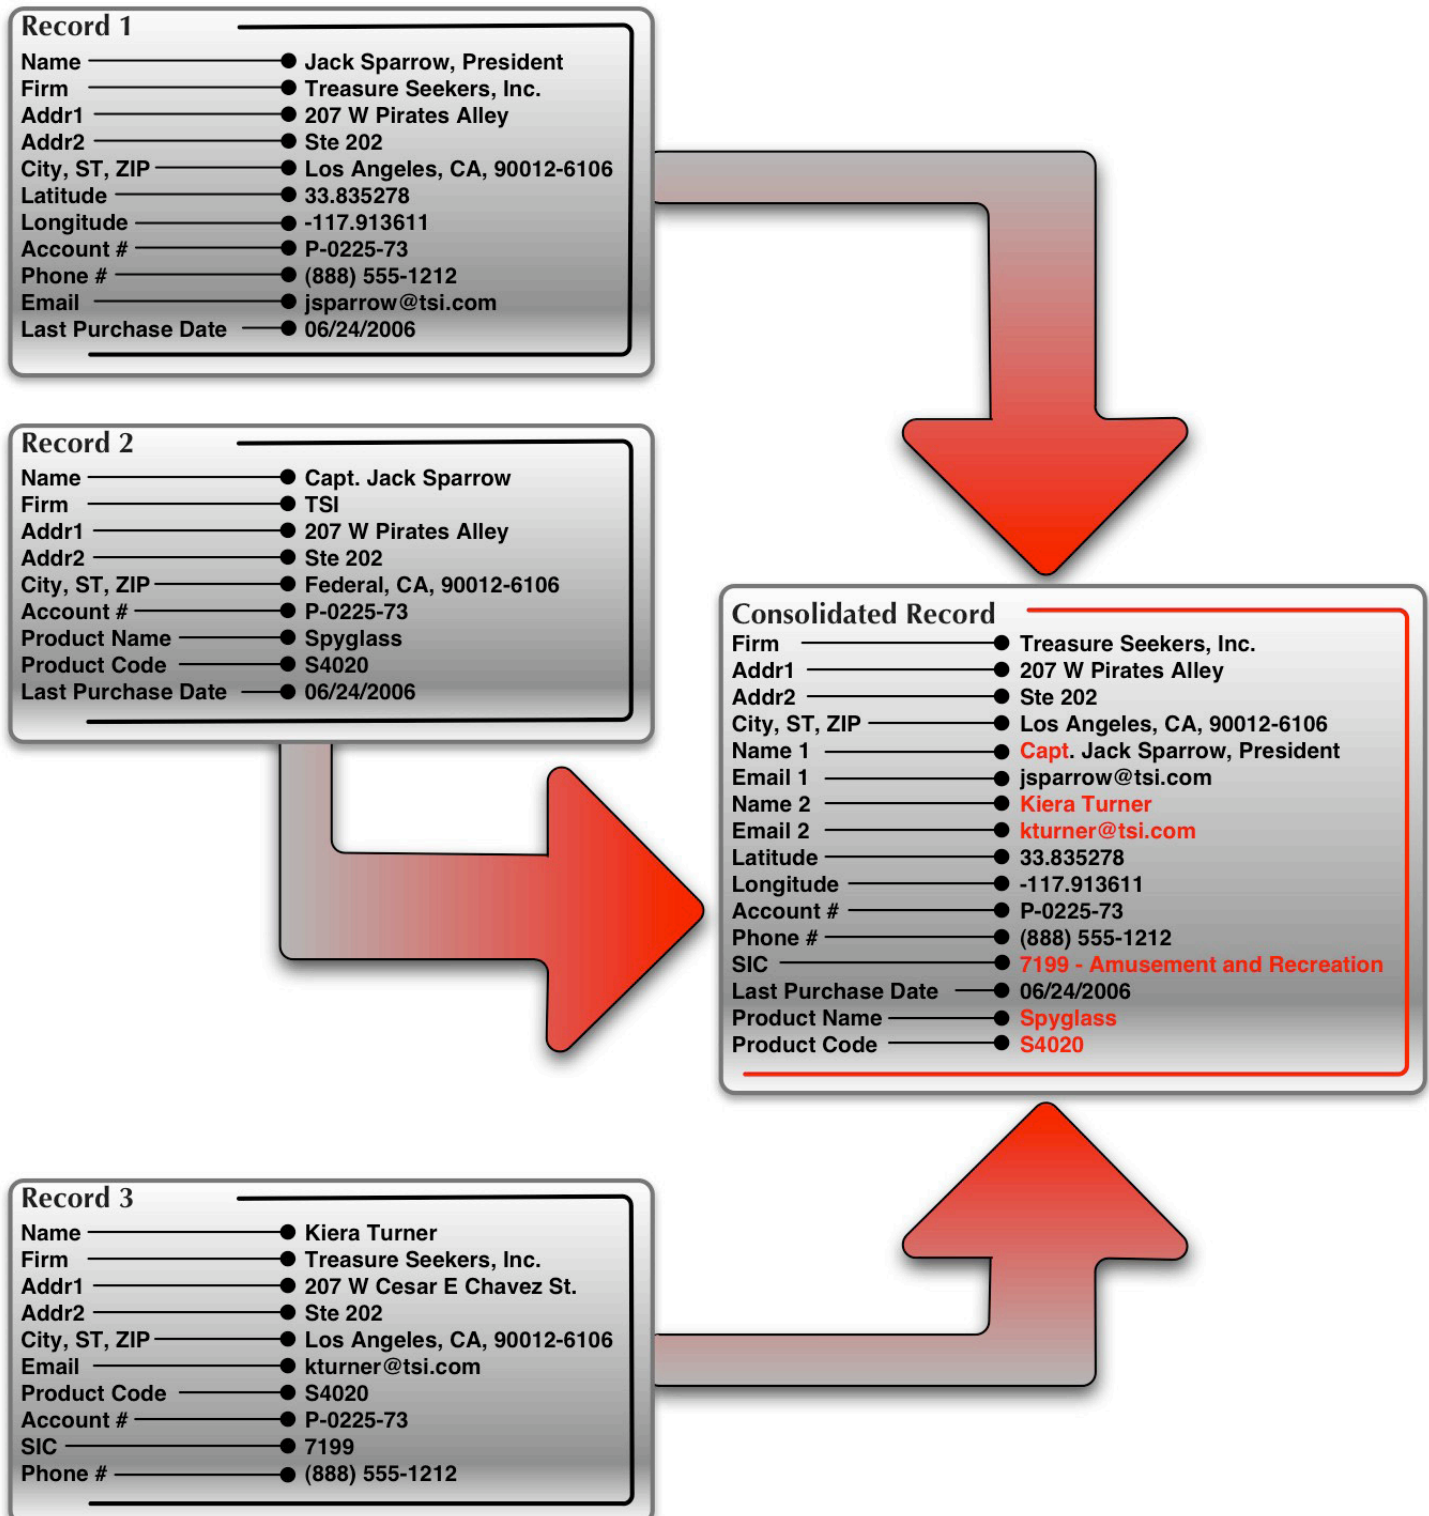 Record 1
Name Jack Sparrow, President
Firm Treasure Seekers, Inc.
Addr1 207 W Pirates Alley
Addr2 Ste 202
City, ST, ZIP Los Angeles, CA, 90012-6106
Latitude 33.835278
Longitude -117.913611
Account # P-0225-73
Phone # (888) 555-1212
Email jsparrow@tsi.com
Last Purchase Date 06/24/2006
Record 2
Name Capt. Jack Sparrow
Firm TSI
Addr1 207 W Pirates Alley
Addr2 Ste 202
City, ST, ZIP Federal, CA, 90012-6106
Account # P-0225-73
Product Name Spyglass
Product Code S4020
Last Purchase Date 06/24/2006
Consolidated Record
Firm Treasure Seekers, Inc.
Addr1 207 W Pirates Alley
Addr2 Ste 202
City, ST, ZIP Los Angeles, CA, 90012-6106
Name 1 Capt. Jack Sparrow, President
Email 1 jsparrow@tsi.com
Name 2 Kiera Turner
Email 2 kturner@tsi.com
Latitude 33.835278
Longitude -117.913611
Account # P-0225-73
Phone # (888) 555-1212
SIC 7199 - Amusement and Recreation
Last Purchase Date 06/24/2006
Product Name Spyglass
Product Code S4020
Record 3
Name Kiera Turner
Firm Treasure Seekers, Inc.
Addr1 207 W Cesar E Chavez St.
Addr2 Ste 202
City, ST, ZIP Los Angeles, CA, 90012-6106
Email kturner@tsi.com
Product Code S4020
Account # P-0225-73
SIC 7199
Phone # (888) 555-1212